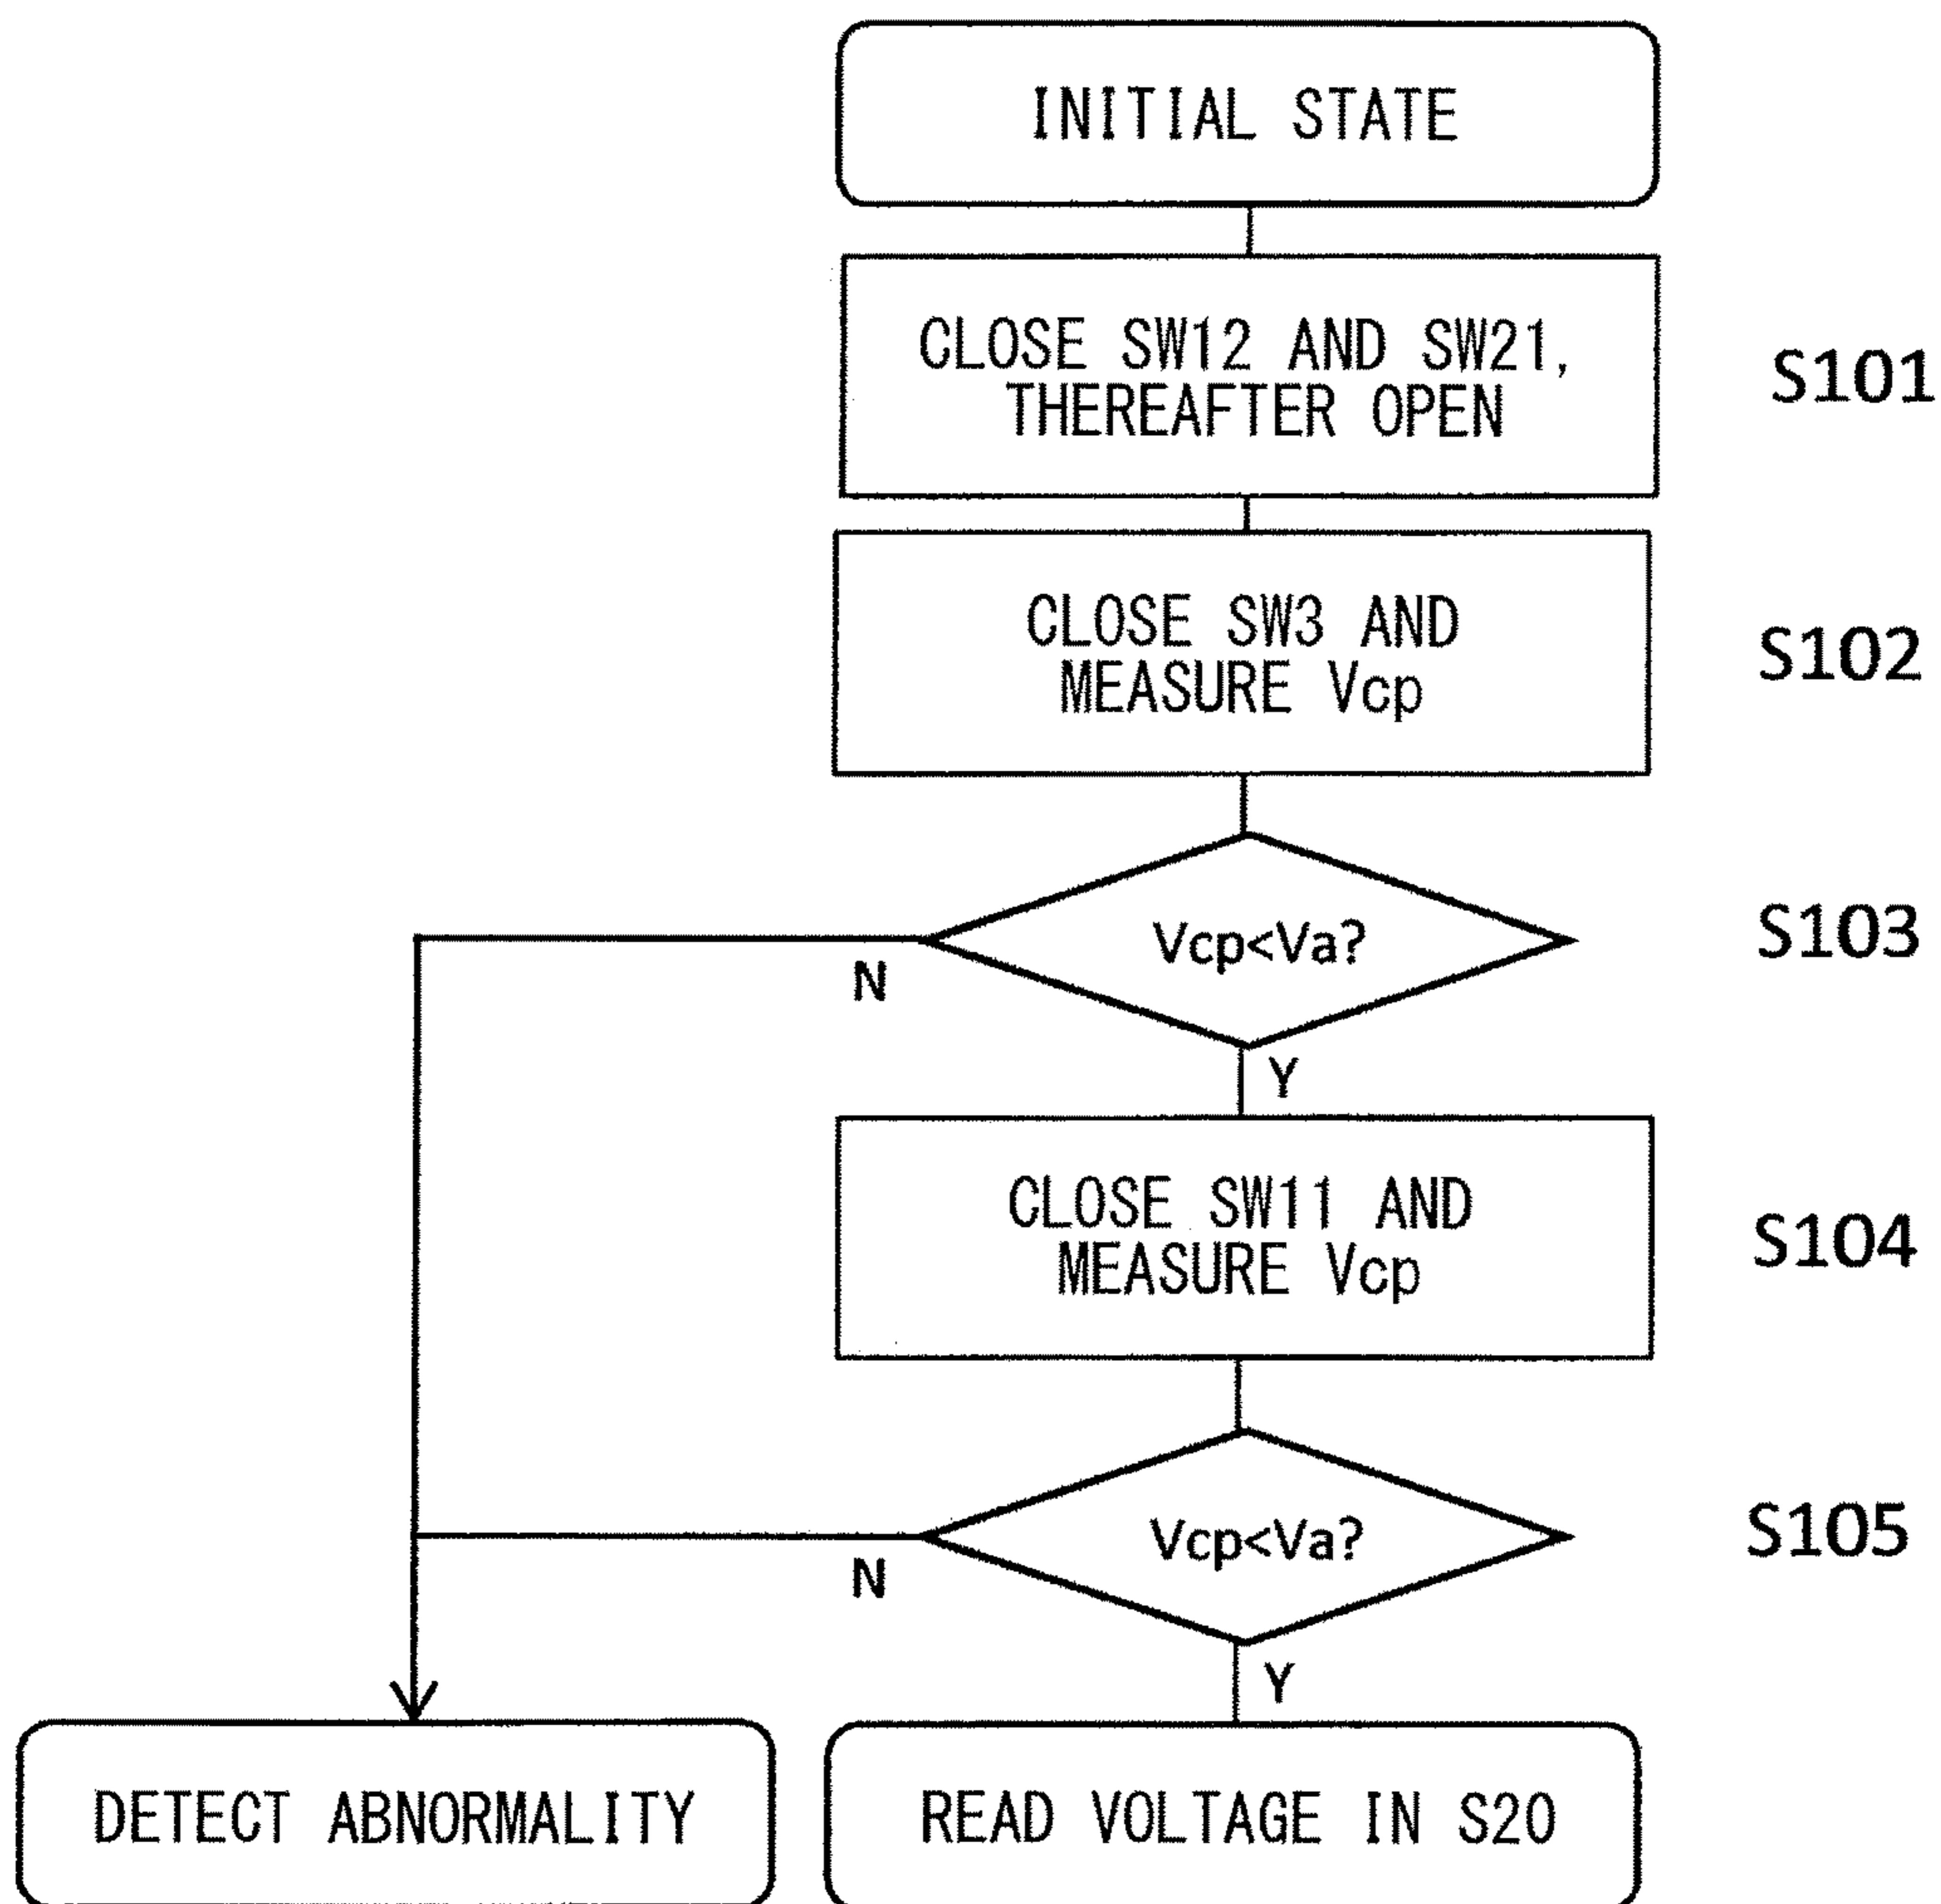 INITIAL STATE
CLOSE SW12 AND SW21,
THEREAFTER OPEN
S101
CLOSE SW3 AND
MEASURE Vcp
S102
Vcp<Va?
S103
N
Y
CLOSE SW11 AND
MEASURE Vcp
S104
Vcp<Va?
S105
N
Y
DETECT ABNORMALITY
READ VOLTAGE IN S20